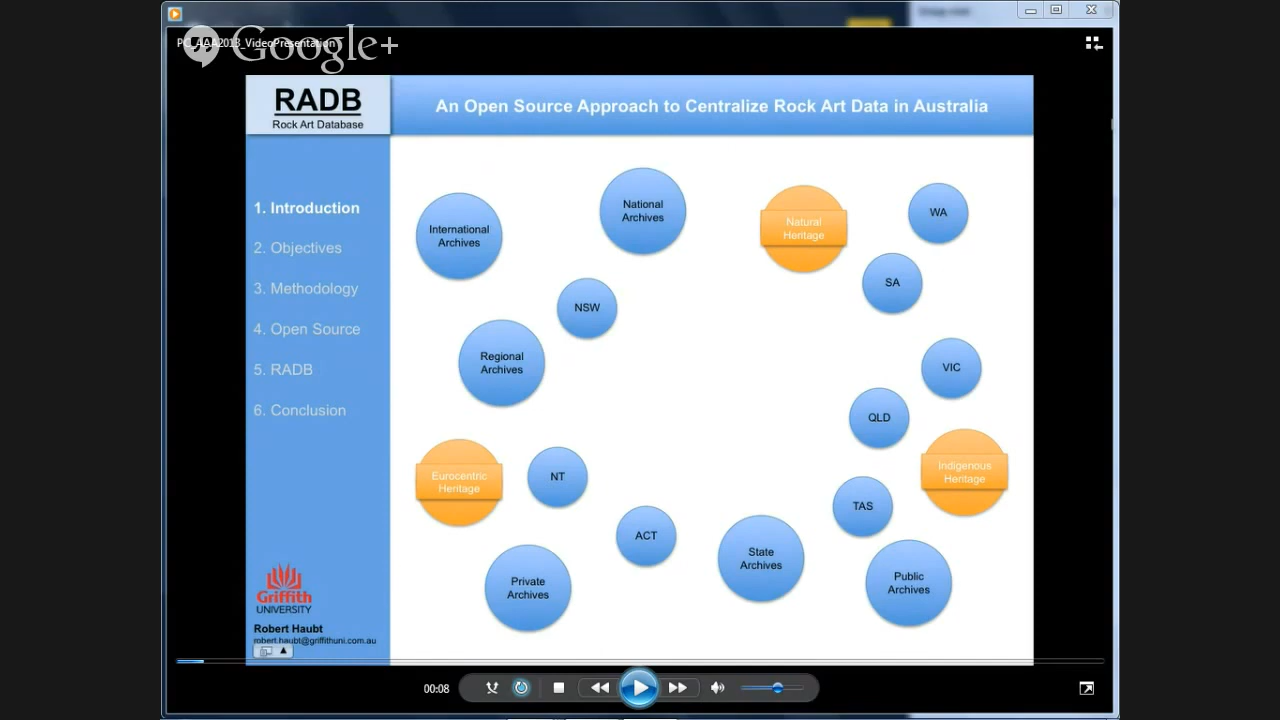 PC_AAA2013_VideoPresentation
Google+
RADB
Rock Art Database
An Open Source Approach to Centralize Rock Art Data in Australia
1. Introduction
2. Objectives
3. Methodology
4. Open Source
5. RADB
6. Conclusion
International
Archives
National
Archives
Natural
Heritage
WA
SA
NSW
Regional
Archives
VIC
QLD
Eurocentric
Heritage
NT
Indigenous
Heritage
TAS
ACT
State
Archives
Private
Archives
Public
Archives
Griffith
UNIVERSITY
Robert Haubt
robert.haubt@griffithuni.com.au
00:08